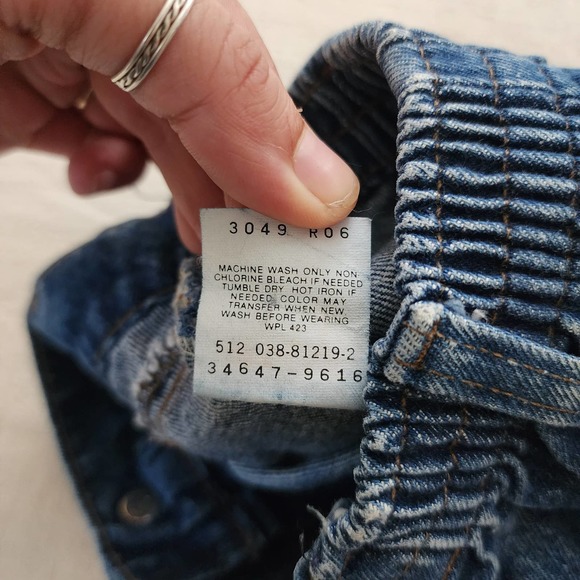 3049 R06
MACHINE WASH ONLY NON
CHLORINE BLEACH IF NEEDED
TUMBLE DRY HOT IRON IF
NEEDED COLOR MAY
TRANSFER WHEN NEW
WASH BEFORE WEARING
WPL 423
512 038-81219-2
34647-9616